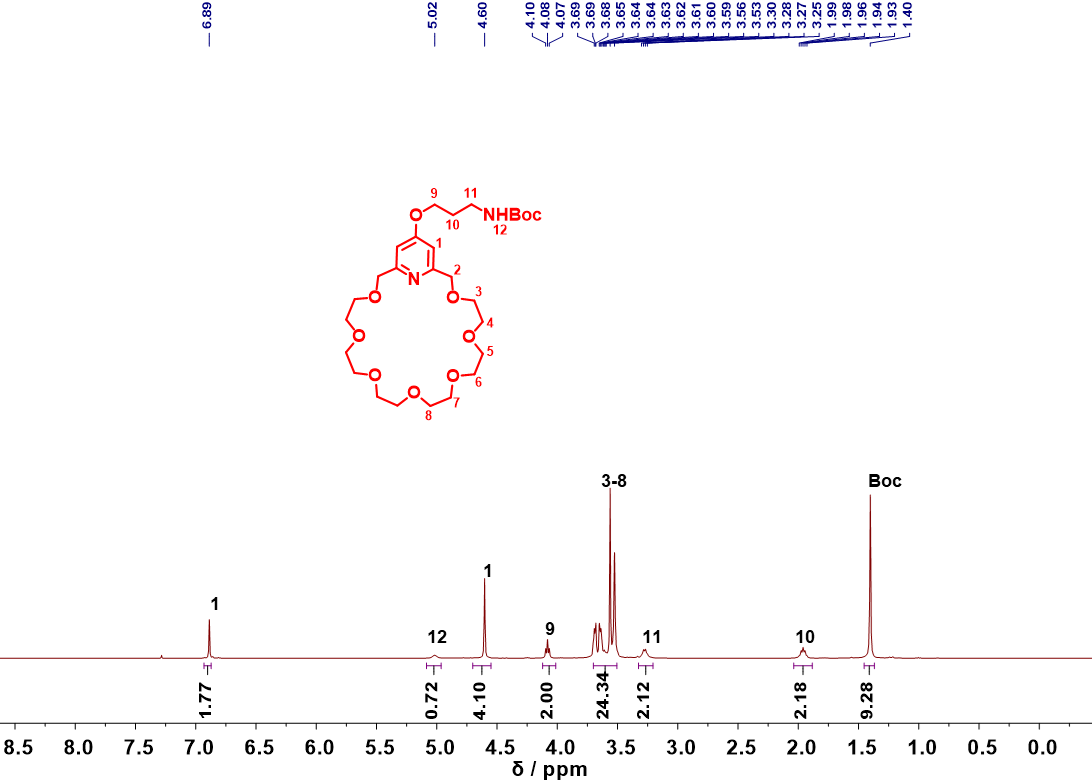 6.89 5.02 4.60 4.10 4.08 4.07 3.69 3.69 3.68 3.65 3.64 3.64 3.63 3.62 3.61 3.60 3.59 3.56 3.53 3.30 3.28 3.27 3.25 1.99 1.98 1.96 1.94 1.93 1.40
9 11
O NHBoc
10 12
1
N 2
O O 3
4
O O
5
O O 6
O
7
8
3-8 Boc
1
1
12 9 11 10
1.77 0.72 4.10 2.00 24.34 2.12 2.18 9.28
8.5 8.0 7.5 7.0 6.5 6.0 5.5 5.0 4.5 4.0 3.5 3.0 2.5 2.0 1.5 1.0 0.5 0.0
δ / ppm